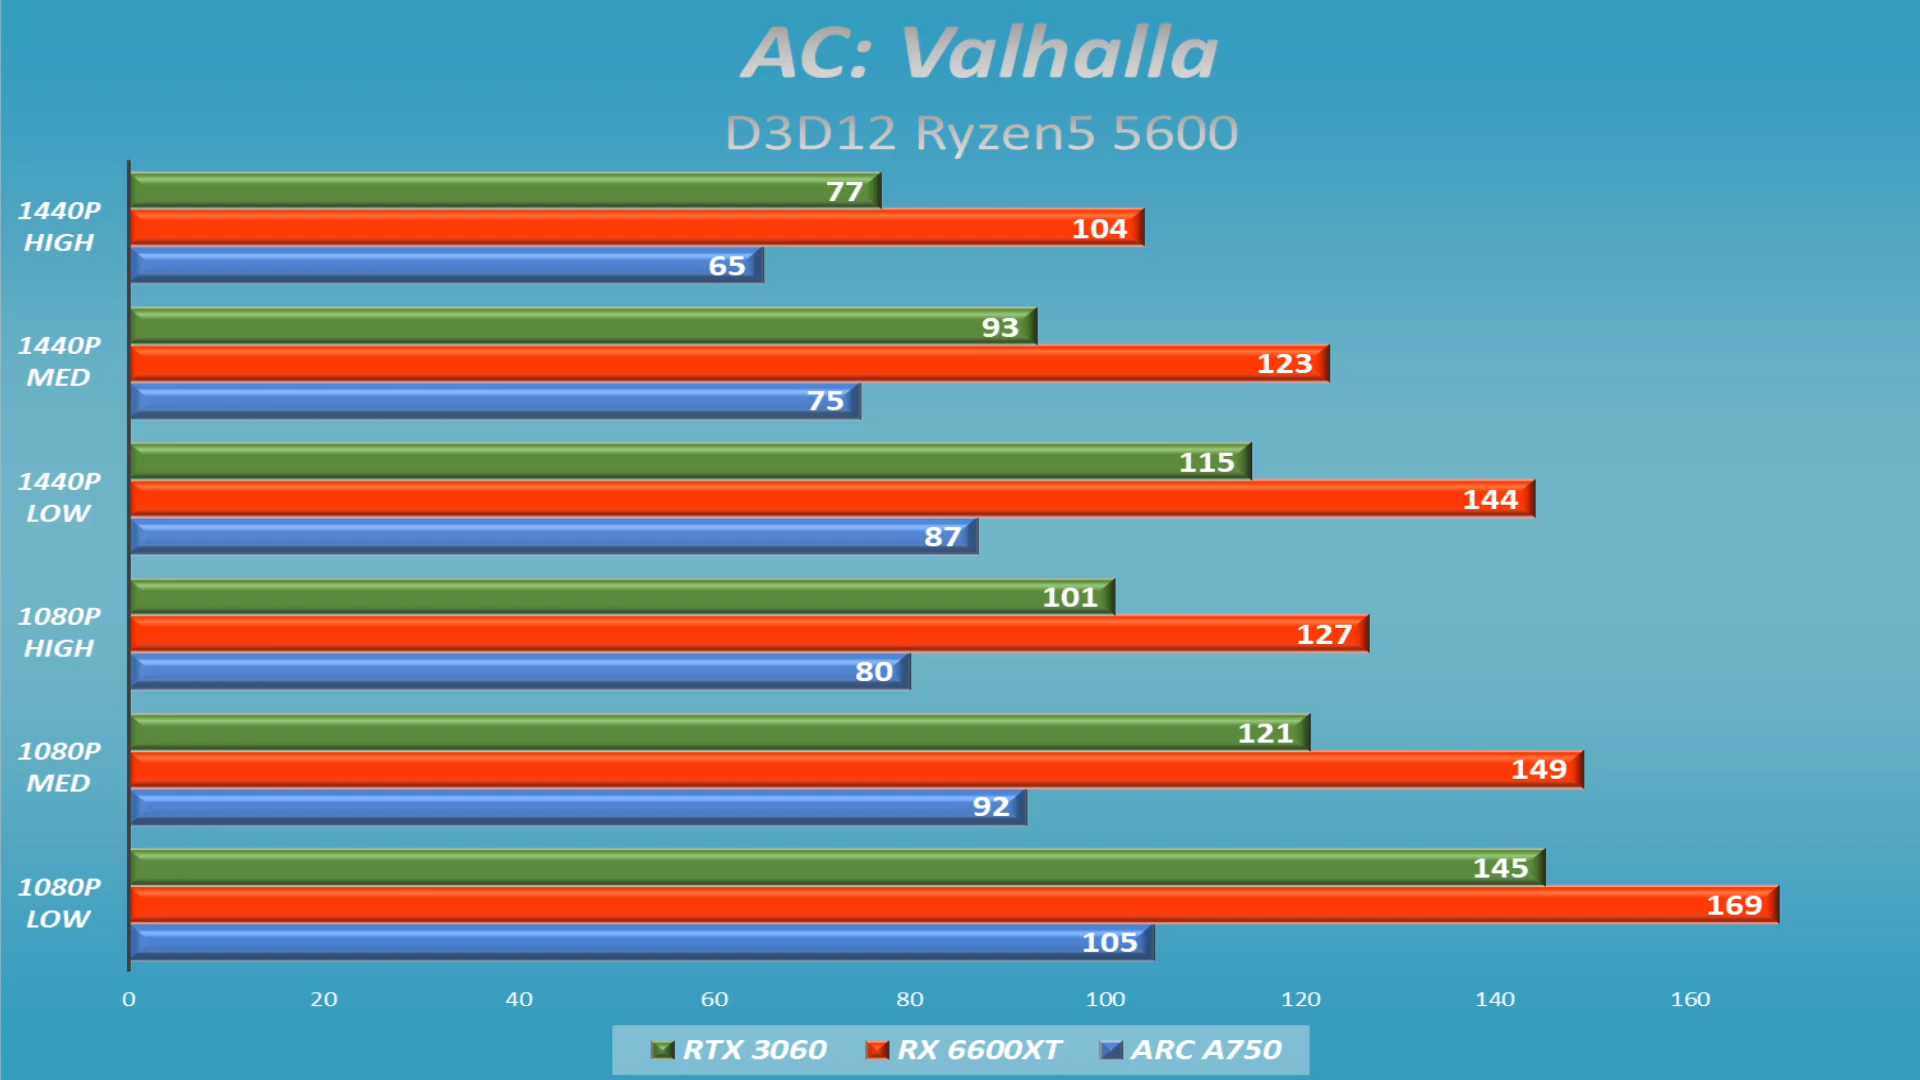 AC: Valhalla
D3D12 Ryzen5 5600
1440P
HIGH
77
104
65
1440P
MED
93
123
75
1440P
LOW
115
144
87
1080P
HIGH
101
127
80
1080P
MED
121
149
92
1080P
LOW
145
169
105
0 20 40 60 80 100 120 140 160
RTX 3060 RX 6600XT ARC A750